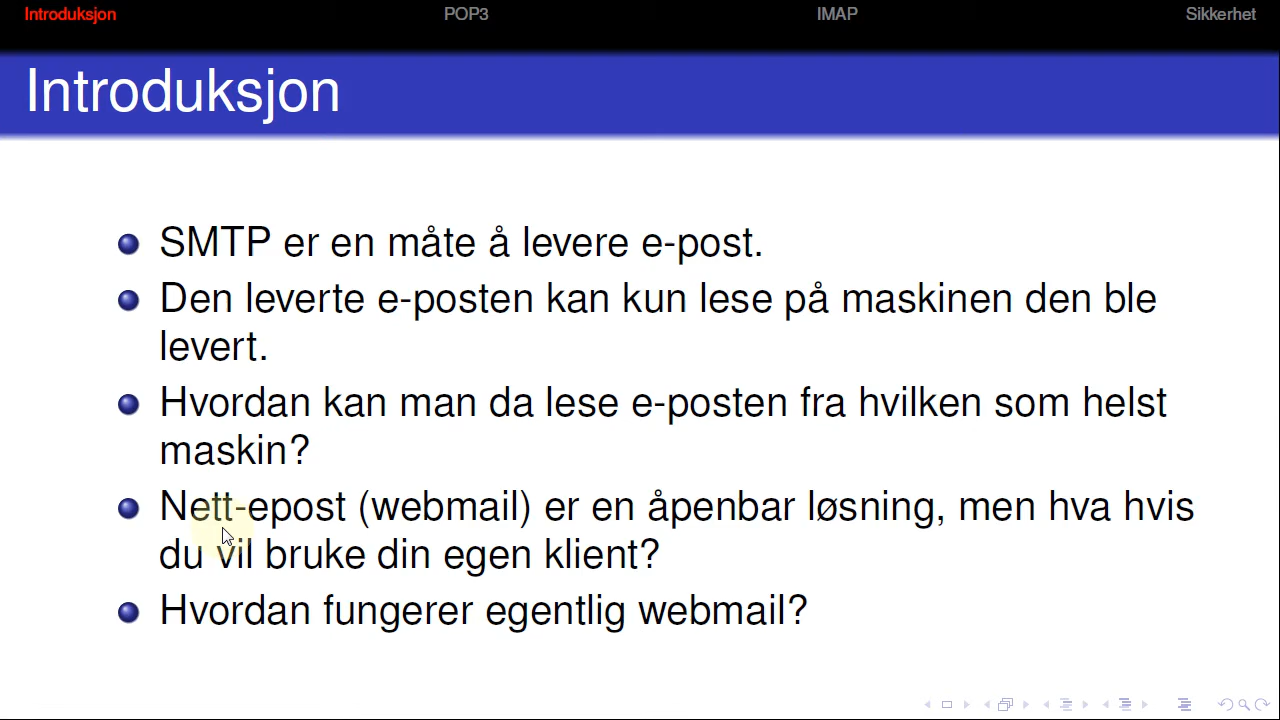 Introduksjon POP3 IMAP Sikkerhet
Introduksjon
SMTP er en måte å levere e-post.
Den leverte e-posten kan kun lese på maskinen den ble
levert.
Hvordan kan man da lese e-posten fra hvilken som helst
maskin?
Nett-epost (webmail) er en åpenbar løsning, men hva hvis
du vil bruke din egen klient?
Hvordan fungerer egentlig webmail?